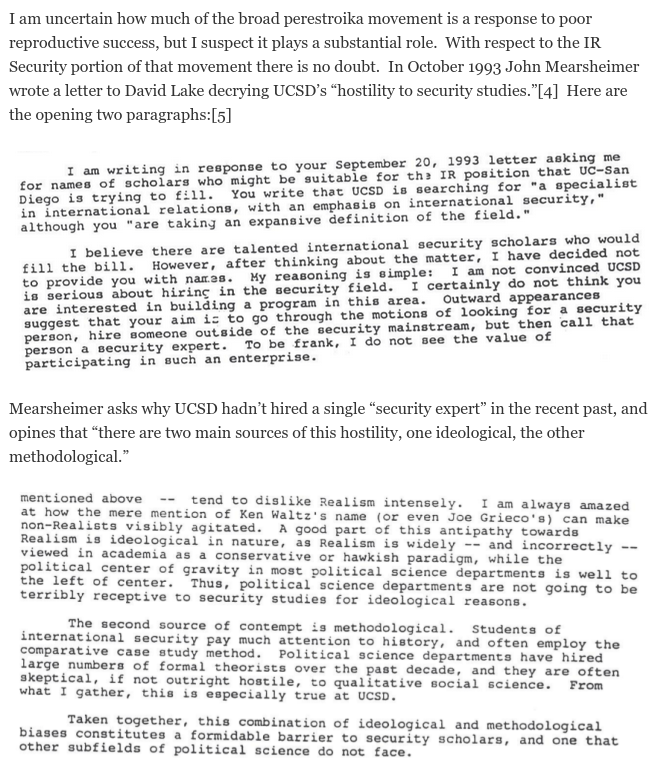 I am uncertain how much of the broad perestroika movement is a response to poor
reproductive success, but I suspect it plays a substantial role.  With respect to the IR
Security portion of that movement there is no doubt.  In October 1993 John Mearsheimer
wrote a letter to David Lake decrying UCSD's “hostility to security studies.”[4]  Here are
the opening two paragraphs:[5]
I am writing in response to your September 20, 1993 letter asking me
for names of scholars who might be suitable for the IR position that UC-San
Diego is trying to fill.  You write that UCSD is searching for "a specialist
in international relations, with an emphasis on international security,"
although you "are taking an expansive definition of the field."
I believe there are talented international security scholars who would
fill the bill.  However, after thinking about the matter, I have decided not
to provide you with names.  My reasoning is simple:  I am not convinced UCSD
is serious about hiring in the security field.  I certainly do not think you
are interested in building a program in this area.  Outward appearances
suggest that your aim is to go through the motions of looking for a security
person, hire someone outside of the security mainstream, but then call that
person a security expert.  To be frank, I do not see the value of
participating in such an enterprise.
Mearsheimer asks why UCSD hadn't hired a single “security expert” in the recent past, and
opines that “there are two main sources of this hostility, one ideological, the other
methodological.”
mentioned above  --  tend to dislike Realism intensely.  I am always amazed
at how the mere mention of Ken Waltz's name (or even Joe Grieco's) can make
non-Realists visibly agitated.  A good part of this antipathy towards
Realism is ideological in nature, as Realism is widely -- and incorrectly --
viewed in academia as a conservative or hawkish paradigm, while the
political center of gravity in most political science departments is well to
the left of center.  Thus, political science departments are not going to be
terribly receptive to security studies for ideological reasons.
The second source of contempt is methodological.  Students of
international security pay much attention to history, and often employ the
comparative case study method.  Political science departments have hired
large numbers of formal theorists over the past decade, and they are often
skeptical, if not outright hostile, to qualitative social science.  From
what I gather, this is especially true at UCSD.
Taken together, this combination of ideological and methodological
biases constitutes a formidable barrier to security scholars, and one that
other subfields of political science do not face.